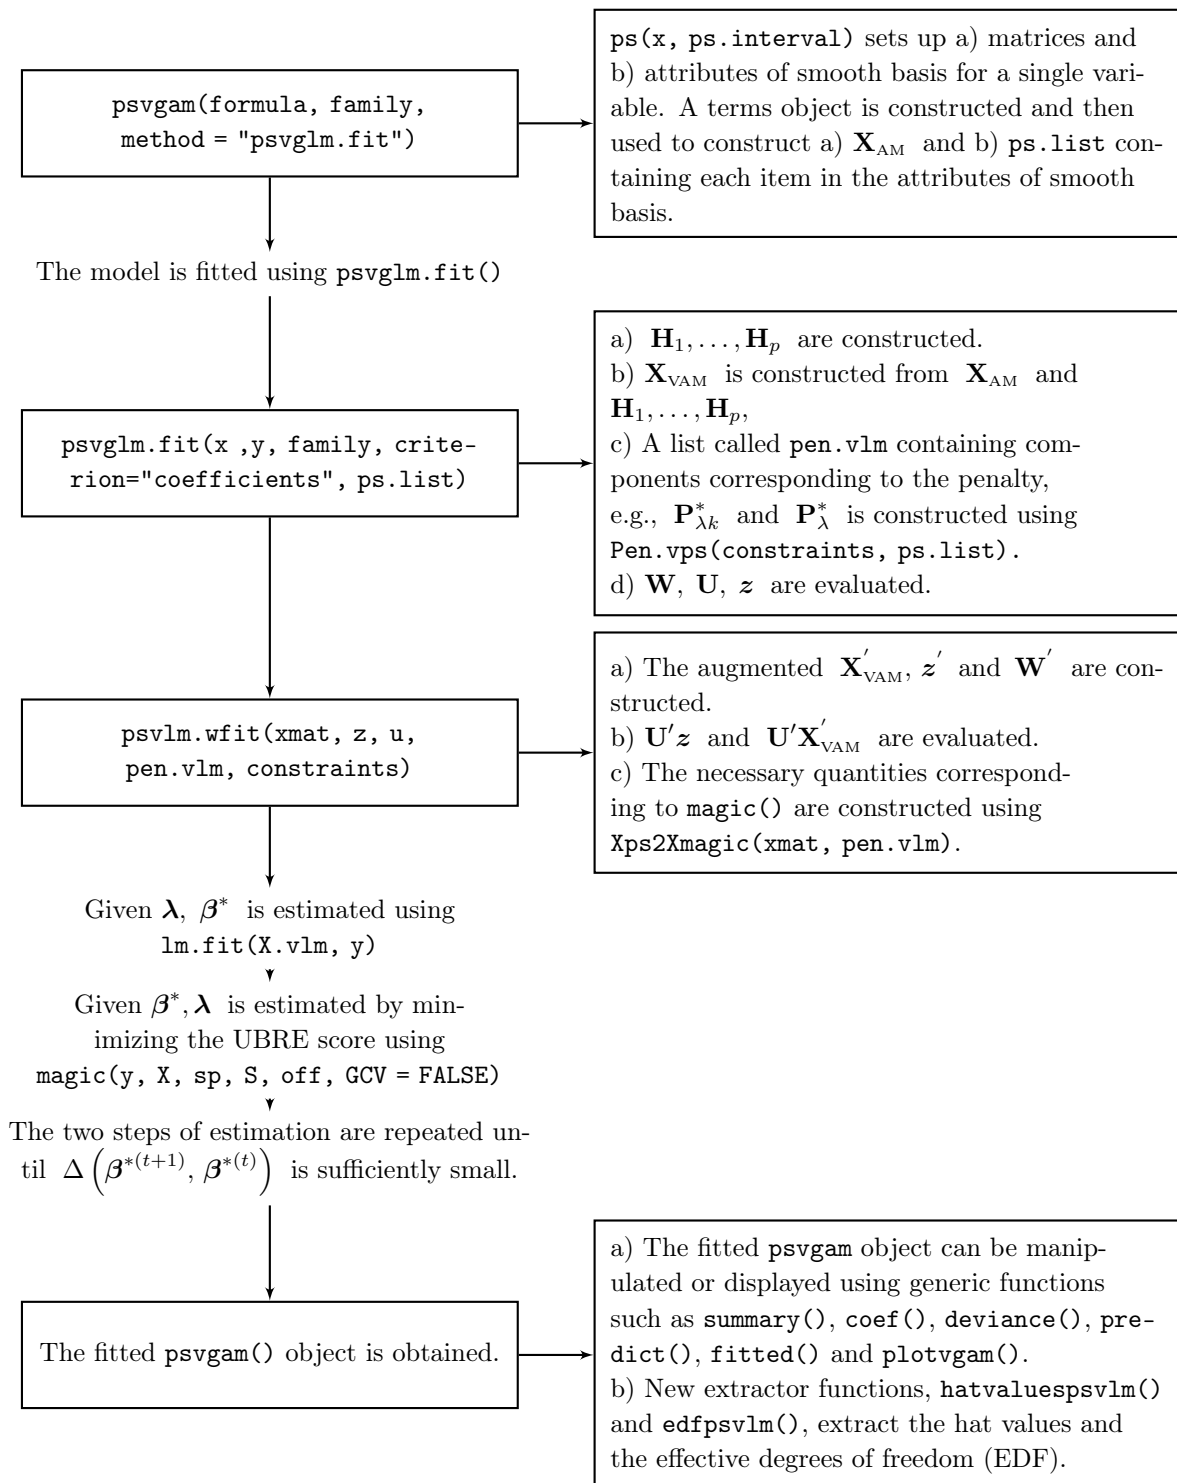 psvgam(formula, family,
method = "psvglm.fit")
ps(x, ps.interval) sets up a) matrices and
b) attributes of smooth basis for a single vari-
able. A terms object is constructed and then
used to construct a) X_AM and b) ps.list con-
taining each item in the attributes of smooth
basis.
The model is fitted using psvglm.fit()
psvglm.fit(x ,y, family, crite-
rion="coefficients", ps.list)
a) H_1, . . . , H_p are constructed.
b) X_VAM is constructed from X_AM and
H_1, . . . , H_p,
c) A list called pen.vlm containing com-
ponents corresponding to the penalty,
e.g., P*_λk and P*_λ is constructed using
Pen.vps(constraints, ps.list).
d) W, U, z are evaluated.
psvlm.wfit(xmat, z, u,
pen.vlm, constraints)
a) The augmented X'_VAM, z' and W' are con-
structed.
b) U'z and U'X'_VAM are evaluated.
c) The necessary quantities correspond-
ing to magic() are constructed using
Xps2Xmagic(xmat, pen.vlm).
Given λ, β* is estimated using
lm.fit(X.vlm, y)
Given β*, λ is estimated by min-
imizing the UBRE score using
magic(y, X, sp, S, off, GCV = FALSE)
The two steps of estimation are repeated un-
til Δ(β*^(t+1), β*^(t)) is sufficiently small.
The fitted psvgam() object is obtained.
a) The fitted psvgam object can be manip-
ulated or displayed using generic functions
such as summary(), coef(), deviance(), pre-
dict(), fitted() and plotvgam().
b) New extractor functions, hatvaluespsvlm()
and edfpsvlm(), extract the hat values and
the effective degrees of freedom (EDF).